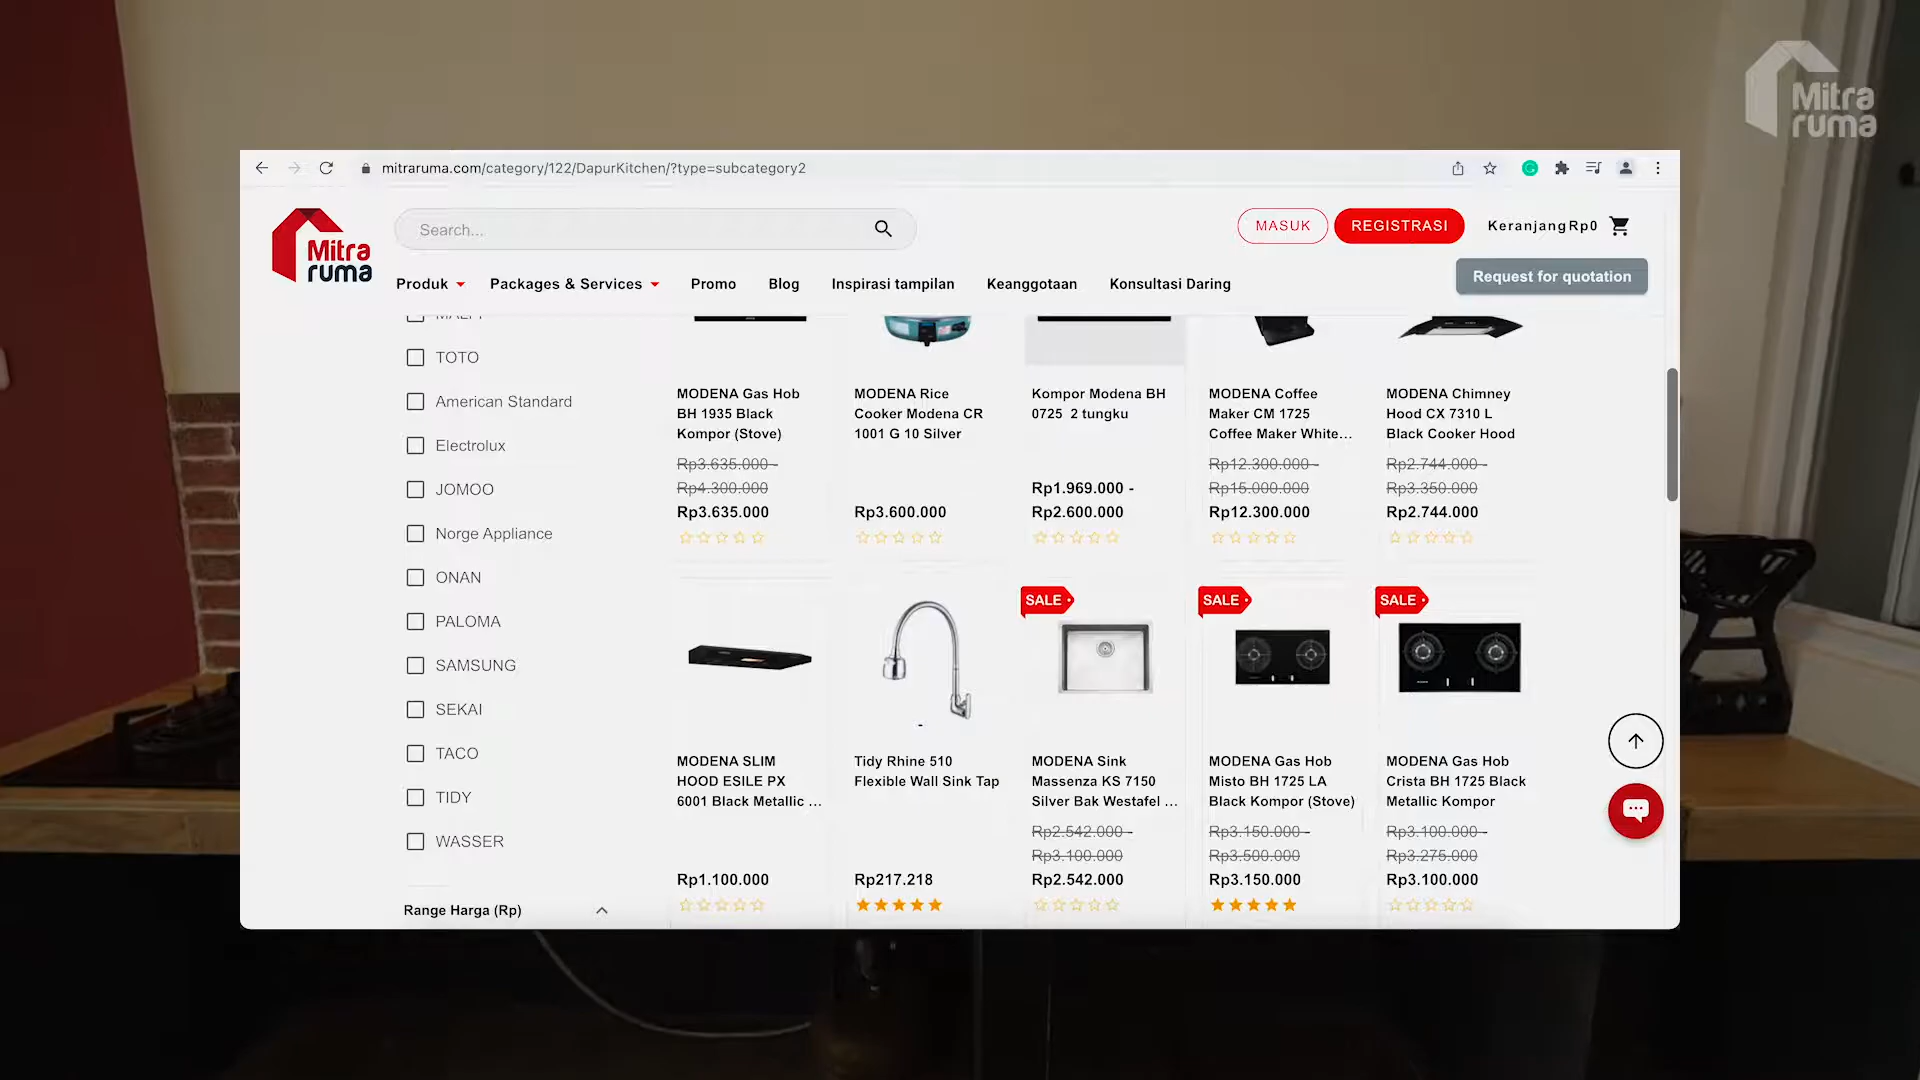 Mitra
ruma
mitraruma.com/category/122/DapurKitchen/?type=subcategory2
Mitra
ruma
Search...
MASUK
REGISTRASI
KeranjangRp0
Produk
Packages & Services
Promo
Blog
Inspirasi tampilan
Keanggotaan
Konsultasi Daring
Request for quotation
TOTO
American Standard
Electrolux
JOMOO
Norge Appliance
ONAN
PALOMA
SAMSUNG
SEKAI
TACO
TIDY
WASSER
Range Harga (Rp)
MODENA Gas Hob
BH 1935 Black
Kompor (Stove)
Rp3.635.000 -
Rp4.300.000
Rp3.635.000
MODENA Rice
Cooker Modena CR
1001 G 10 Silver
Rp3.600.000
Kompor Modena BH
0725 2 tungku
Rp1.969.000 -
Rp2.600.000
MODENA Coffee
Maker CM 1725
Coffee Maker White...
Rp12.300.000 -
Rp15.000.000
Rp12.300.000
MODENA Chimney
Hood CX 7310 L
Black Cooker Hood
Rp2.744.000 -
Rp3.350.000
Rp2.744.000
MODENA SLIM
HOOD ESILE PX
6001 Black Metallic ...
Rp1.100.000
Tidy Rhine 510
Flexible Wall Sink Tap
Rp217.218
SALE
MODENA Sink
Massenza KS 7150
Silver Bak Westafel ...
Rp2.542.000 -
Rp3.100.000
Rp2.542.000
SALE
MODENA Gas Hob
Misto BH 1725 LA
Black Kompor (Stove)
Rp3.150.000 -
Rp3.500.000
Rp3.150.000
SALE
MODENA Gas Hob
Crista BH 1725 Black
Metallic Kompor
Rp3.100.000 -
Rp3.275.000
Rp3.100.000